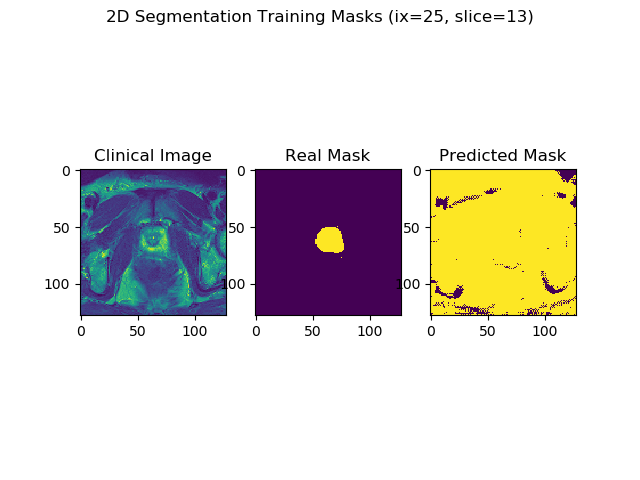 2D Segmentation Training Masks (ix=25, slice=13)
Clinical Image Real Mask Predicted Mask
0 0 0
50 50 50
100 100 100
0 50 100 0 50 100 0 50 100